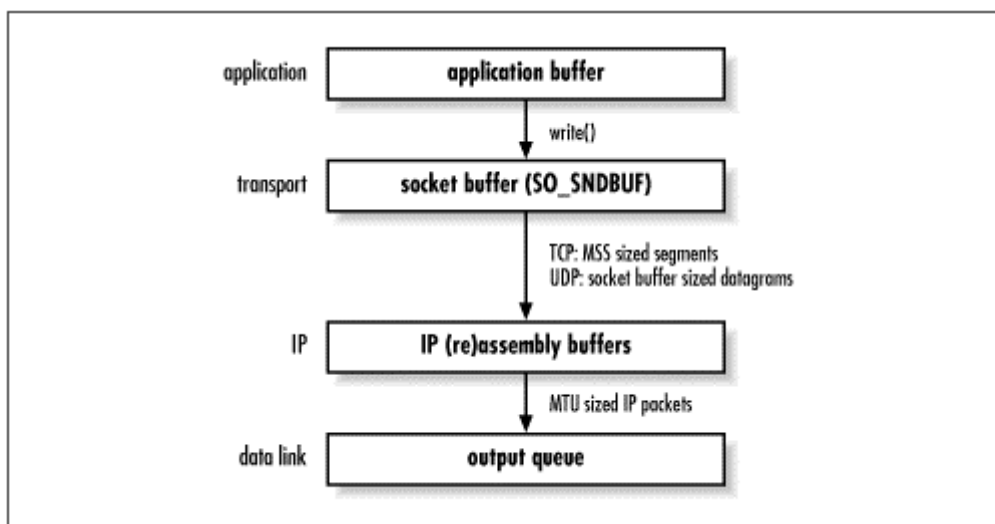 application
application buffer
write()
transport
socket buffer (SO_SNDBUF)
TCP: MSS sized segments
UDP: socket buffer sized datagrams
IP
IP (re)assembly buffers
MTU sized IP packets
data link
output queue